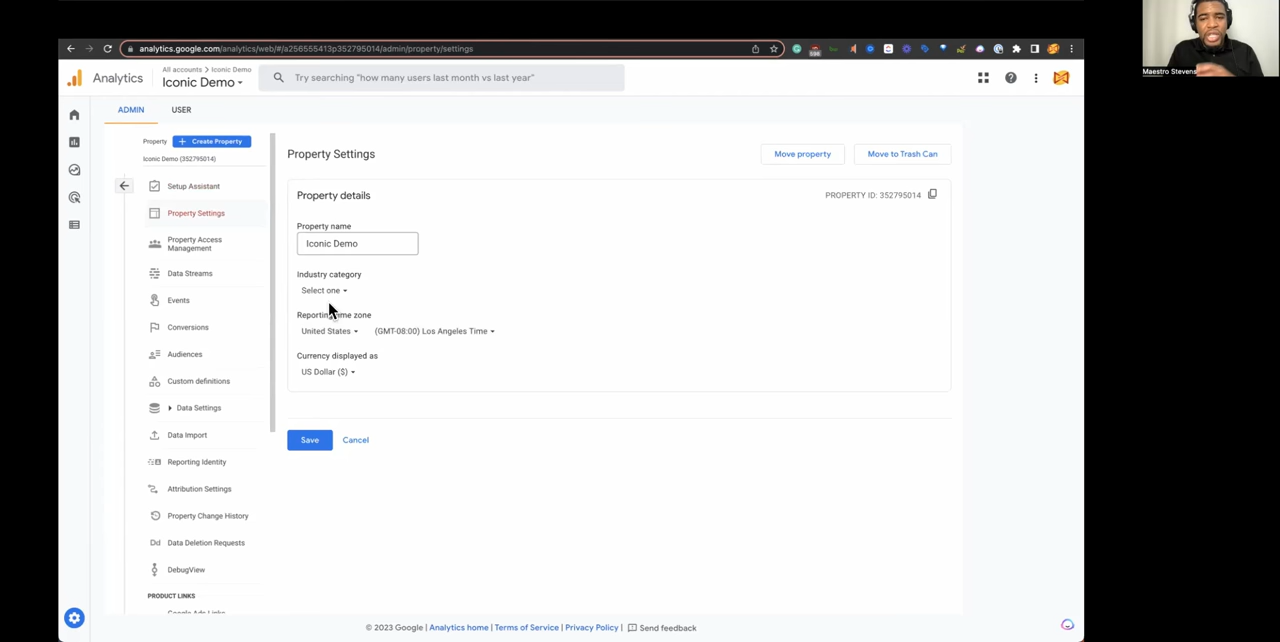 analytics.google.com/analytics/web/#/a256555413p352795014/admin/property/settings
Maestro Stevens
Analytics
All accounts > Iconic Demo
Iconic Demo
Try searching "how many users last month vs last year"
ADMIN
USER
Property
+ Create Property
Iconic Demo (352795014)
Setup Assistant
Property Settings
Property Access
Management
Data Streams
Events
Conversions
Audiences
Custom definitions
Data Settings
Data Import
Reporting Identity
Attribution Settings
Property Change History
Dd Data Deletion Requests
DebugView
PRODUCT LINKS
Google Ads Links
Property Settings
Move property
Move to Trash Can
Property details
PROPERTY ID: 352795014
Property name
Iconic Demo
Industry category
Select one
Reporting time zone
United States
(GMT-08:00) Los Angeles Time
Currency displayed as
US Dollar ($)
Save
Cancel
© 2023 Google | Analytics home | Terms of Service | Privacy Policy | Send feedback